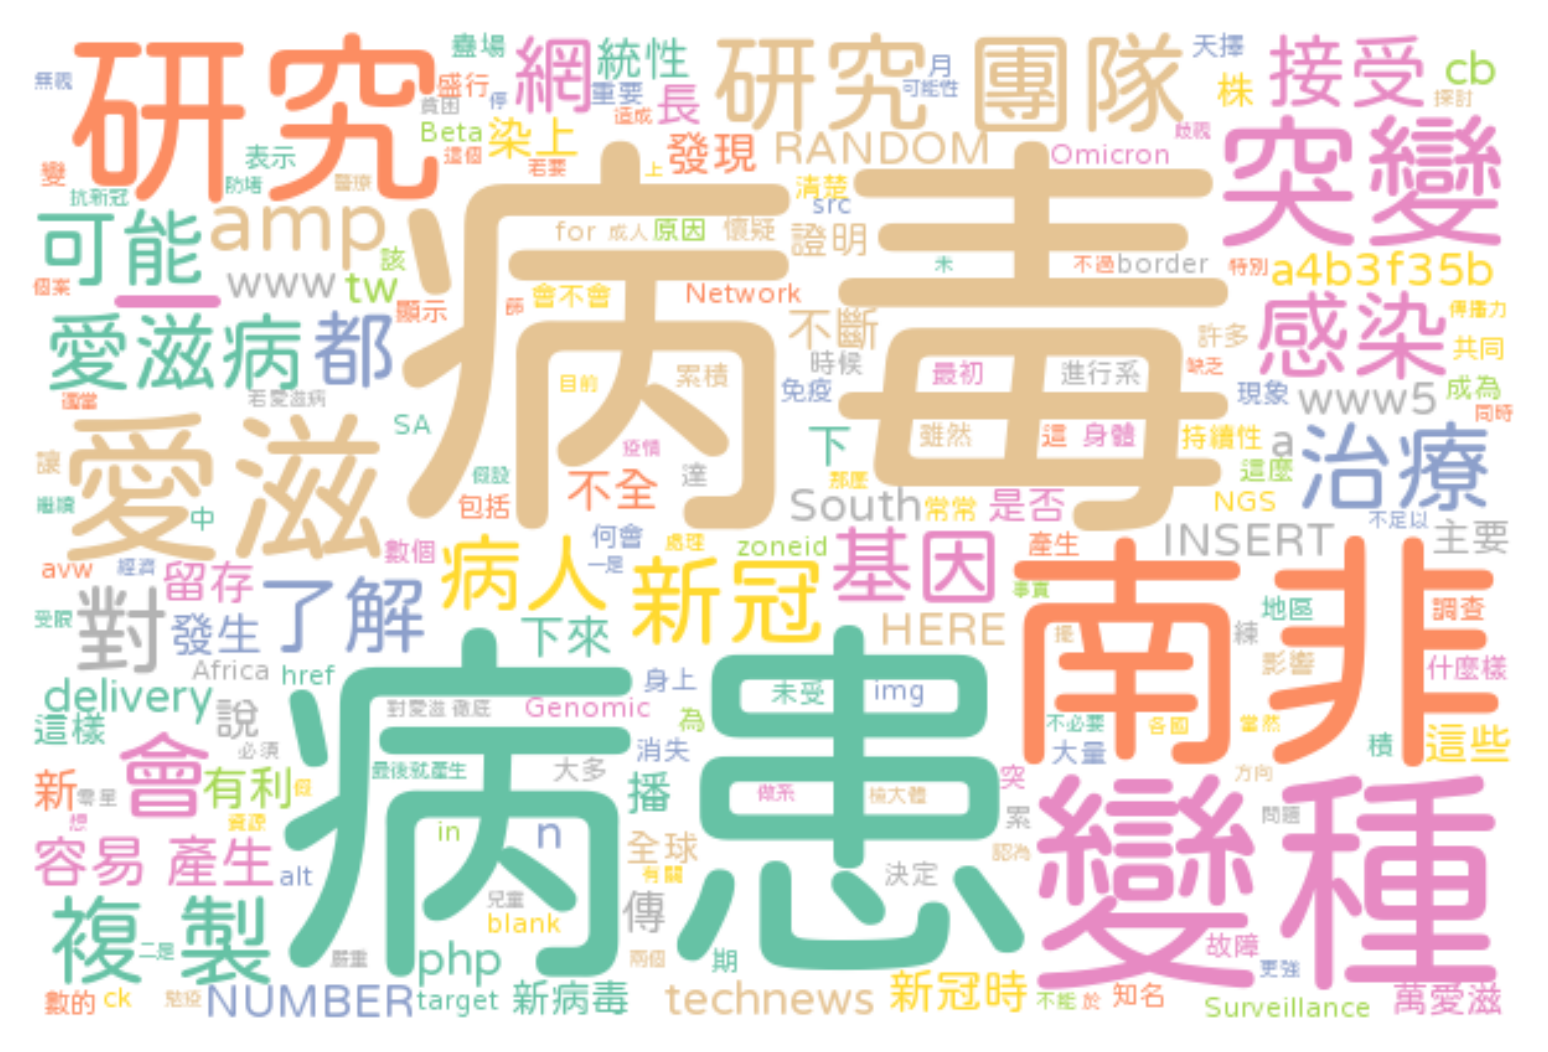 研究
病毒
病患
南非
變種
突變
愛滋
研究團隊
接受
感染
治療
愛滋病
可能
amp
網
統性
重要
長
盛行
蠱場
無視
貧困
停
造成
Beta
這個
染上
若要
發現
上
RANDOM
月
可能性
天擇
株
cb
探討
歧視
Omicron
變
表示
防堵
醫療
抗新冠
清楚
src
for
成人
原因
懷疑
證明
未
不過
border
特別
a4b3f35b
傳播力
共同
成為
同時
一
該
個案
www
tw
顯示
篩
會不會
Network
不斷
許多
缺乏
時候
最初
進行系
現象
www5
都
若愛滋病
適當
目前
累積
免疫
SA
疫情
下
雖然
這
身體
持續性
a
這麼
讓
繼續
中
假設
包括
不全
達
那麼
South
常常
是否
NGS
不足以
INSERT
主要
avw
經濟
留存
數個
病人
何會
一是
處理
新冠
zoneid
基因
產生
事實
受限
對
發生
了解
下來
HERE
提
練
地區
調查
影響
什麼樣
Africa
href
delivery
這樣
說
必須
對愛滋
徹底
Genomic
身上
為
未受
img
不必要
各國
當然
大量
積
這些
會
新
零星
想
有利
假
資源
最後就產生
大多
消失
播
做系
檢大體
突
累
方向
問題
認為
容易
產生
alt
in
n
全球
有關
決定
複製
二是
兒童
blank
傳
嚴重
php
兩個
期
故障
更強
數的
ck
勉疫
NUMBER
target
新病毒
technews
新冠時
不能
於
知名
Surveillance
萬愛滋